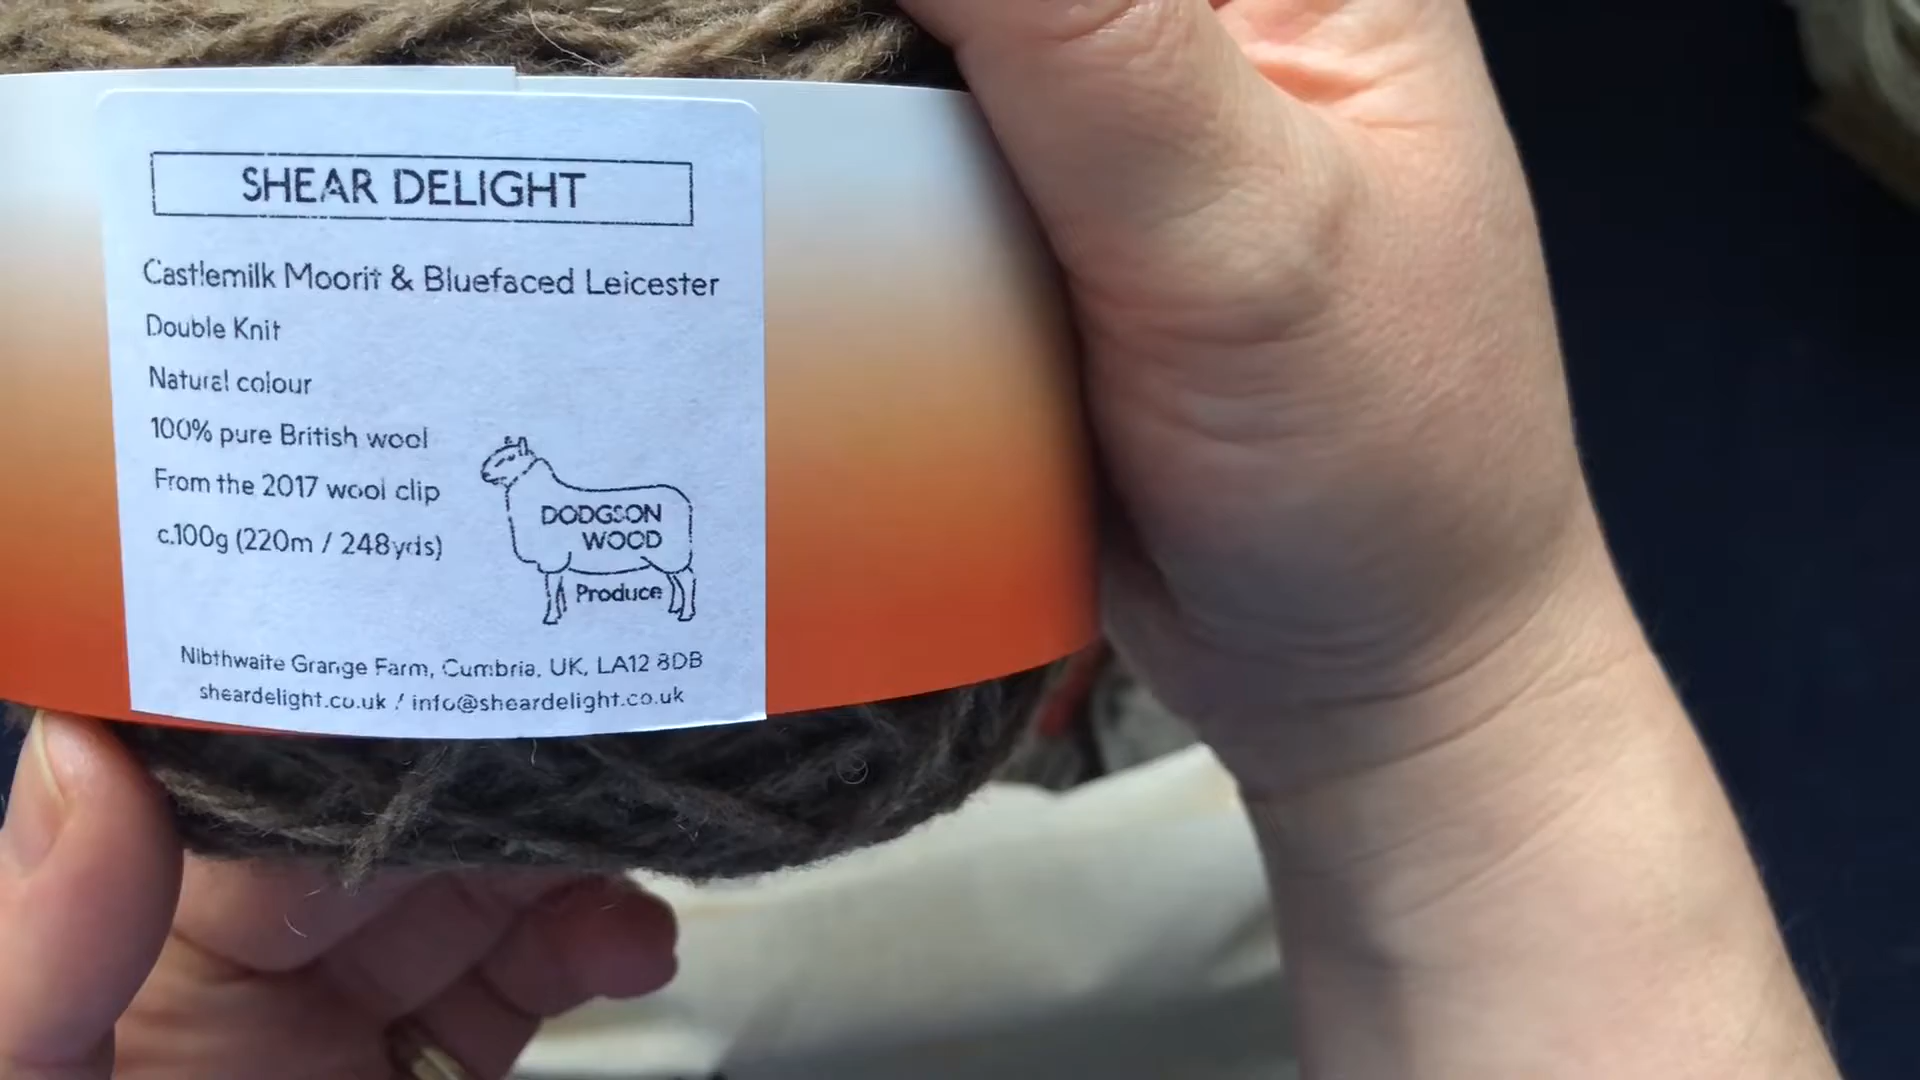 SHEAR DELIGHT
Castlemilk Moorit & Bluefaced Leicester
Double Knit
Natural colour
100% pure British wool
From the 2017 wool clip
c.100g (220m / 248yds)
DODGSON
WOOD
Produce
Nibthwaite Grange Farm, Cumbria, UK, LA12 8DB
sheardelight.co.uk / info@sheardelight.co.uk